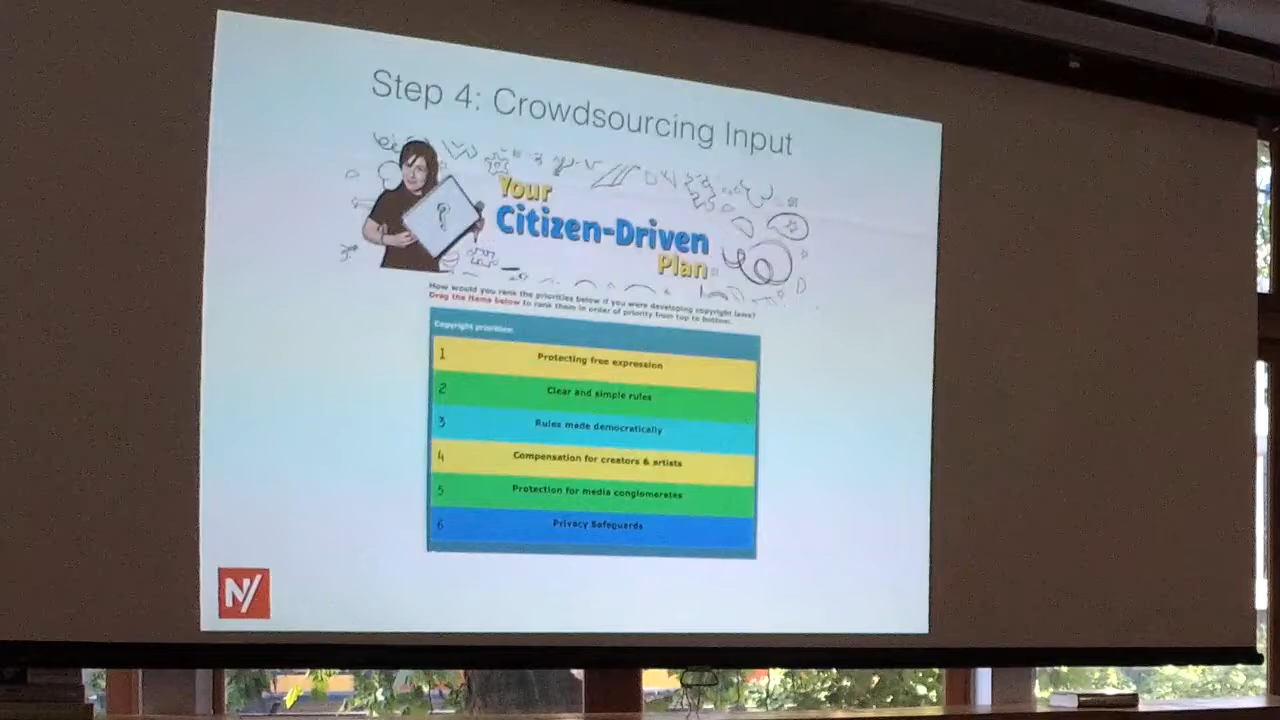 Step 4: Crowdsourcing Input
?
Your
Citizen-Driven
Plan
How would you rank the priorities below if you were developing copyright laws?
Drag the items below to rank them in order of priority from top to bottom.
Copyright priorities
1 Protecting free expression
2 Clear and simple rules
3 Rules made democratically
4 Compensation for creators & artists
5 Protection for media conglomerates
6 Privacy Safeguards
N/